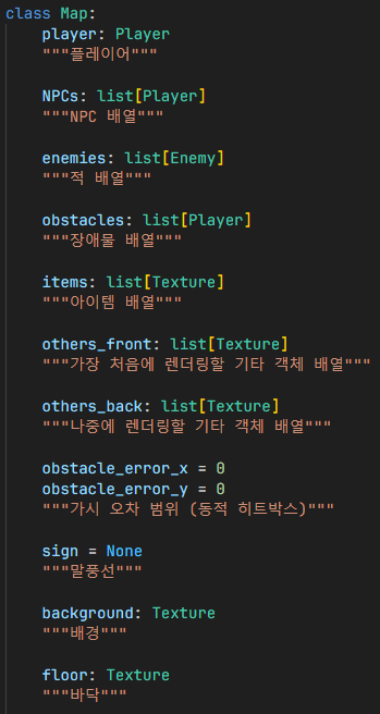 class Map:
player: Player
"""플레이어"""
NPCs: list[Player]
"""NPC 배열"""
enemies: list[Enemy]
"""적 배열"""
obstacles: list[Player]
"""장애물 배열"""
items: list[Texture]
"""아이템 배열"""
others_front: list[Texture]
"""가장 처음에 렌더링할 기타 객체 배열"""
others_back: list[Texture]
"""나중에 렌더링할 기타 객체 배열"""
obstacle_error_x = 0
obstacle_error_y = 0
"""가시 오차 범위 (동적 히트박스)"""
sign = None
"""말풍선"""
background: Texture
"""배경"""
floor: Texture
"""바닥"""